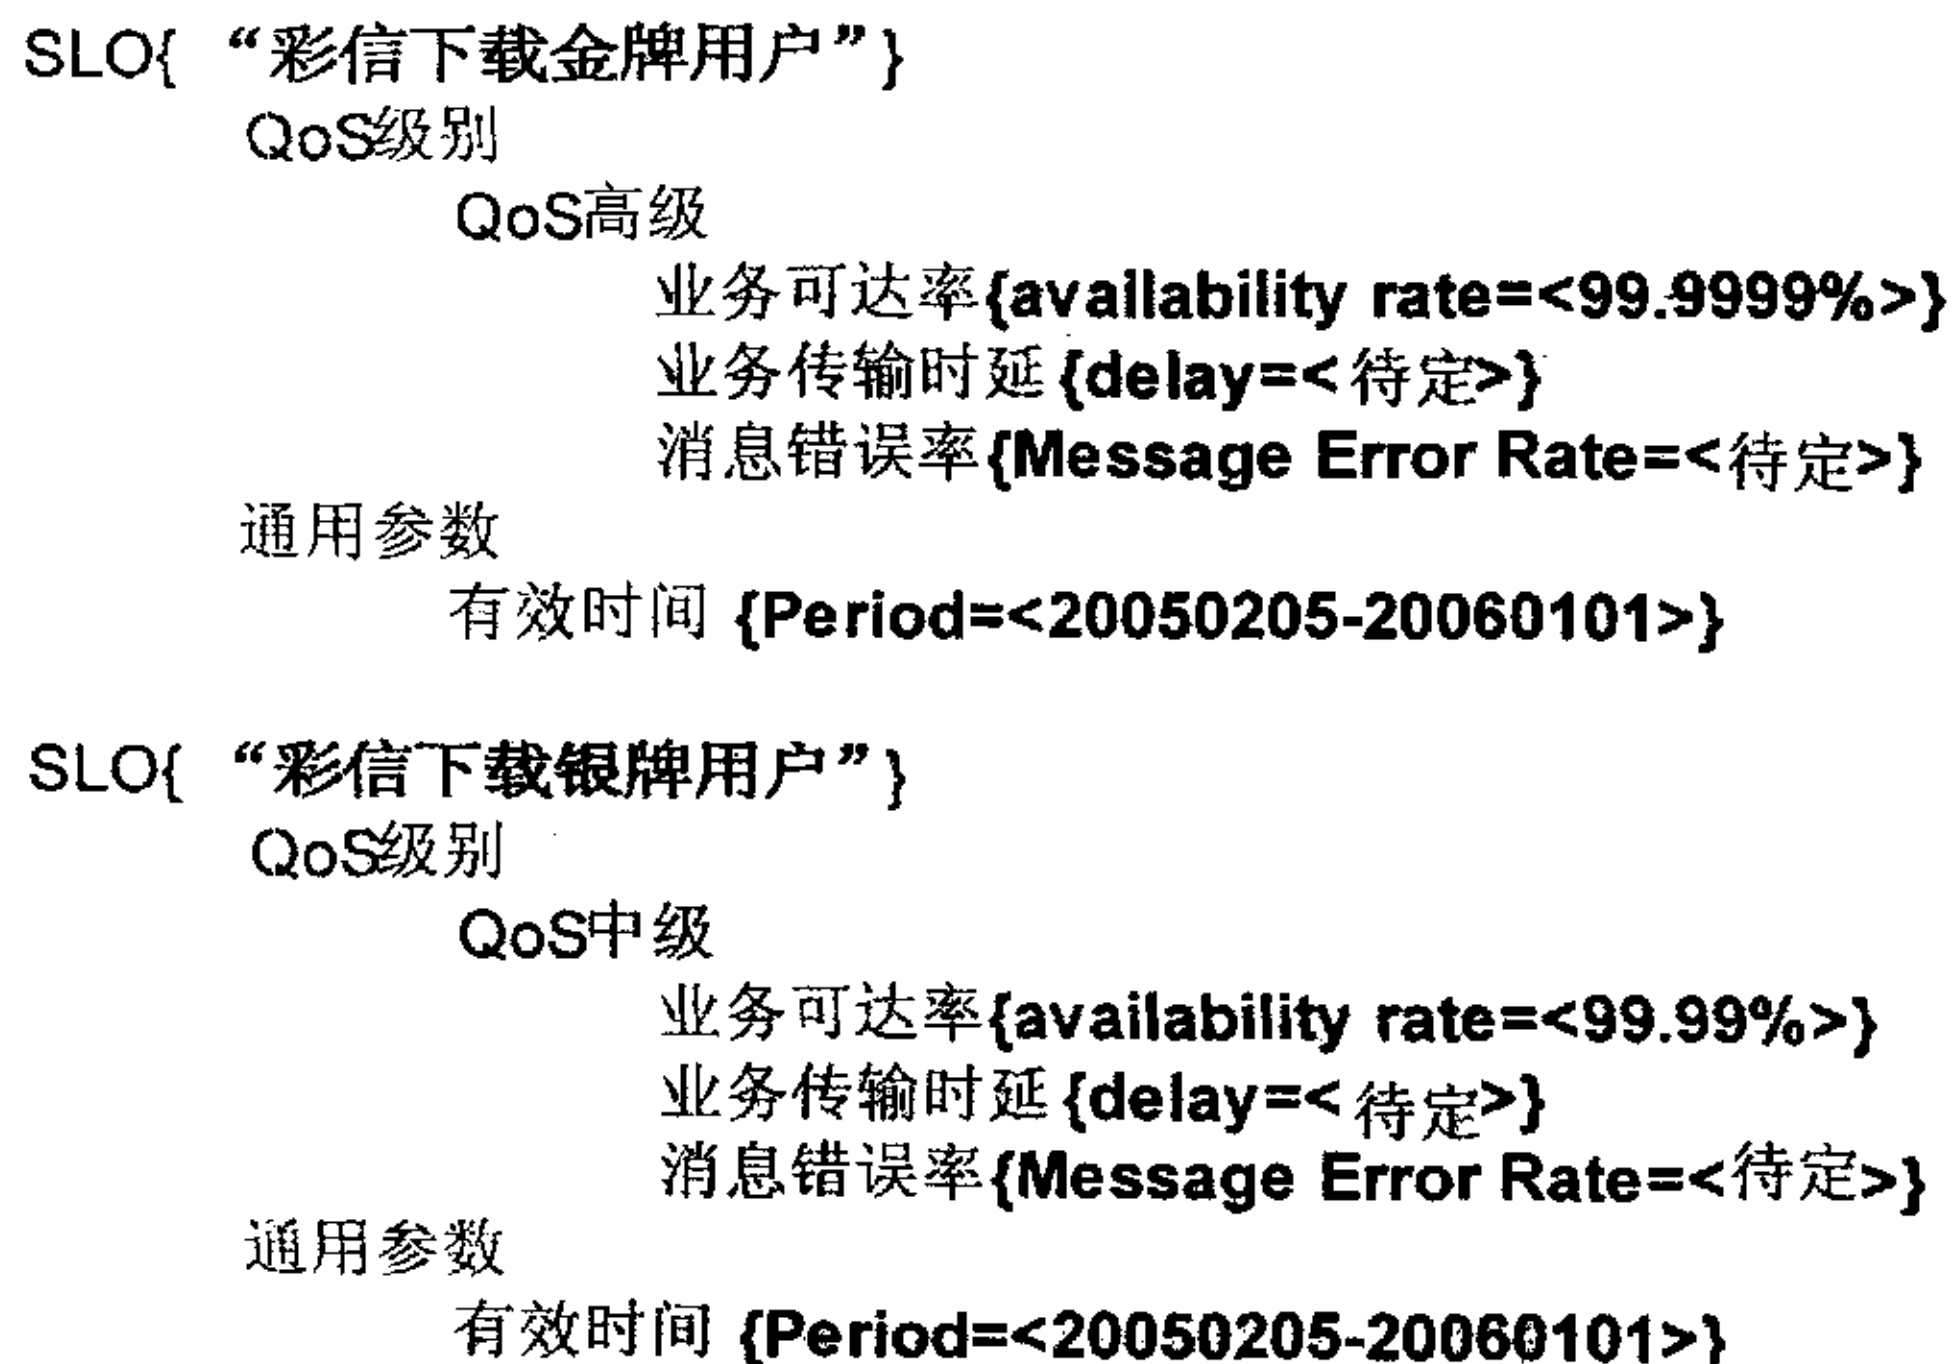 SLO{ “彩信下载金牌用户”}
QoS级别
QoS高级
业务可达率{availability rate=<99.9999%>}
业务传输时延{delay=<待定>}
消息错误率{Message Error Rate=<待定>}
通用参数
有效时间 {Period=<20050205-20060101>}
SLO{ “彩信下载银牌用户”}
QoS级别
QoS中级
业务可达率{availability rate=<99.99%>}
业务传输时延{delay=<待定>}
消息错误率{Message Error Rate=<待定>}
通用参数
有效时间 {Period=<20050205-20060101>}